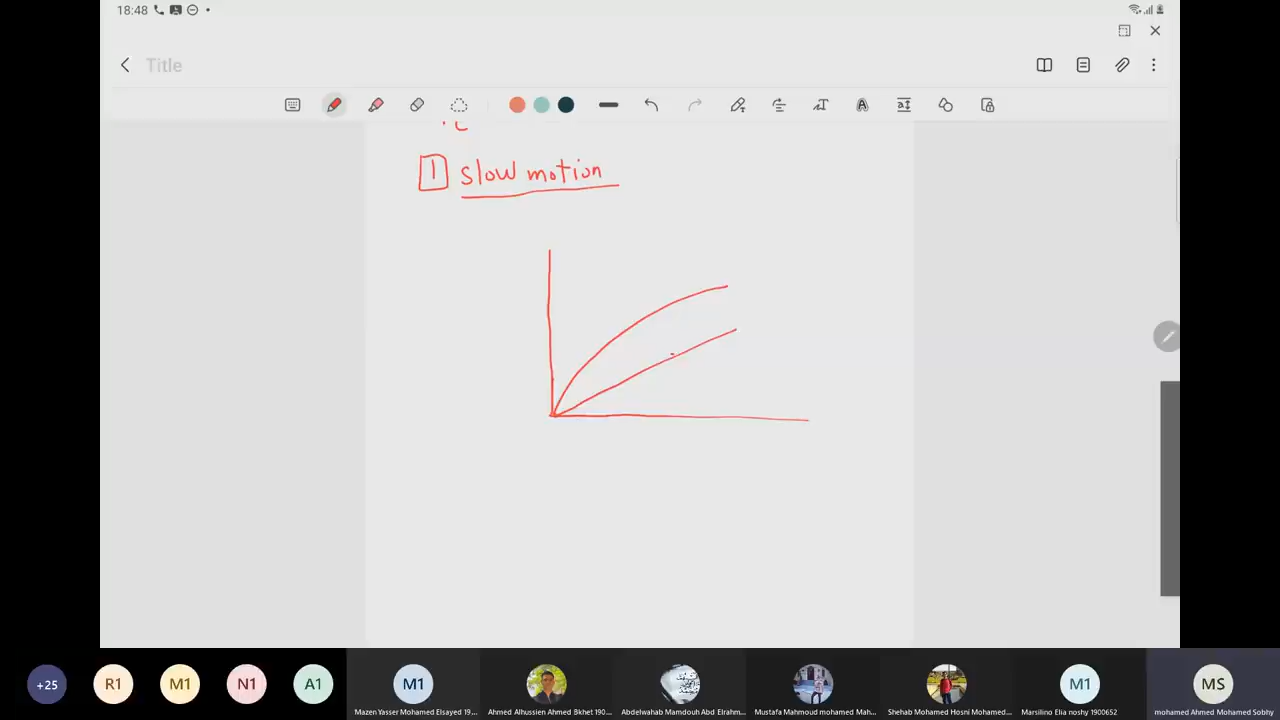 18:48
Title
1 slow motion
+25
R1
M1
N1
A1
M1
M1
MS
Mazen Yasser Mohamed Elsayed 19...
Ahmed Alhussien Ahmed Bkhet 190...
Abdelwahab Mamdouh Abd Elrahm...
Mustafa Mahmoud mohamed Mah...
Shehab Mohamed Hosni Mohamed...
Marsilino Elia noshy 1900652
mohamed Ahmed Mohamed Sobhy